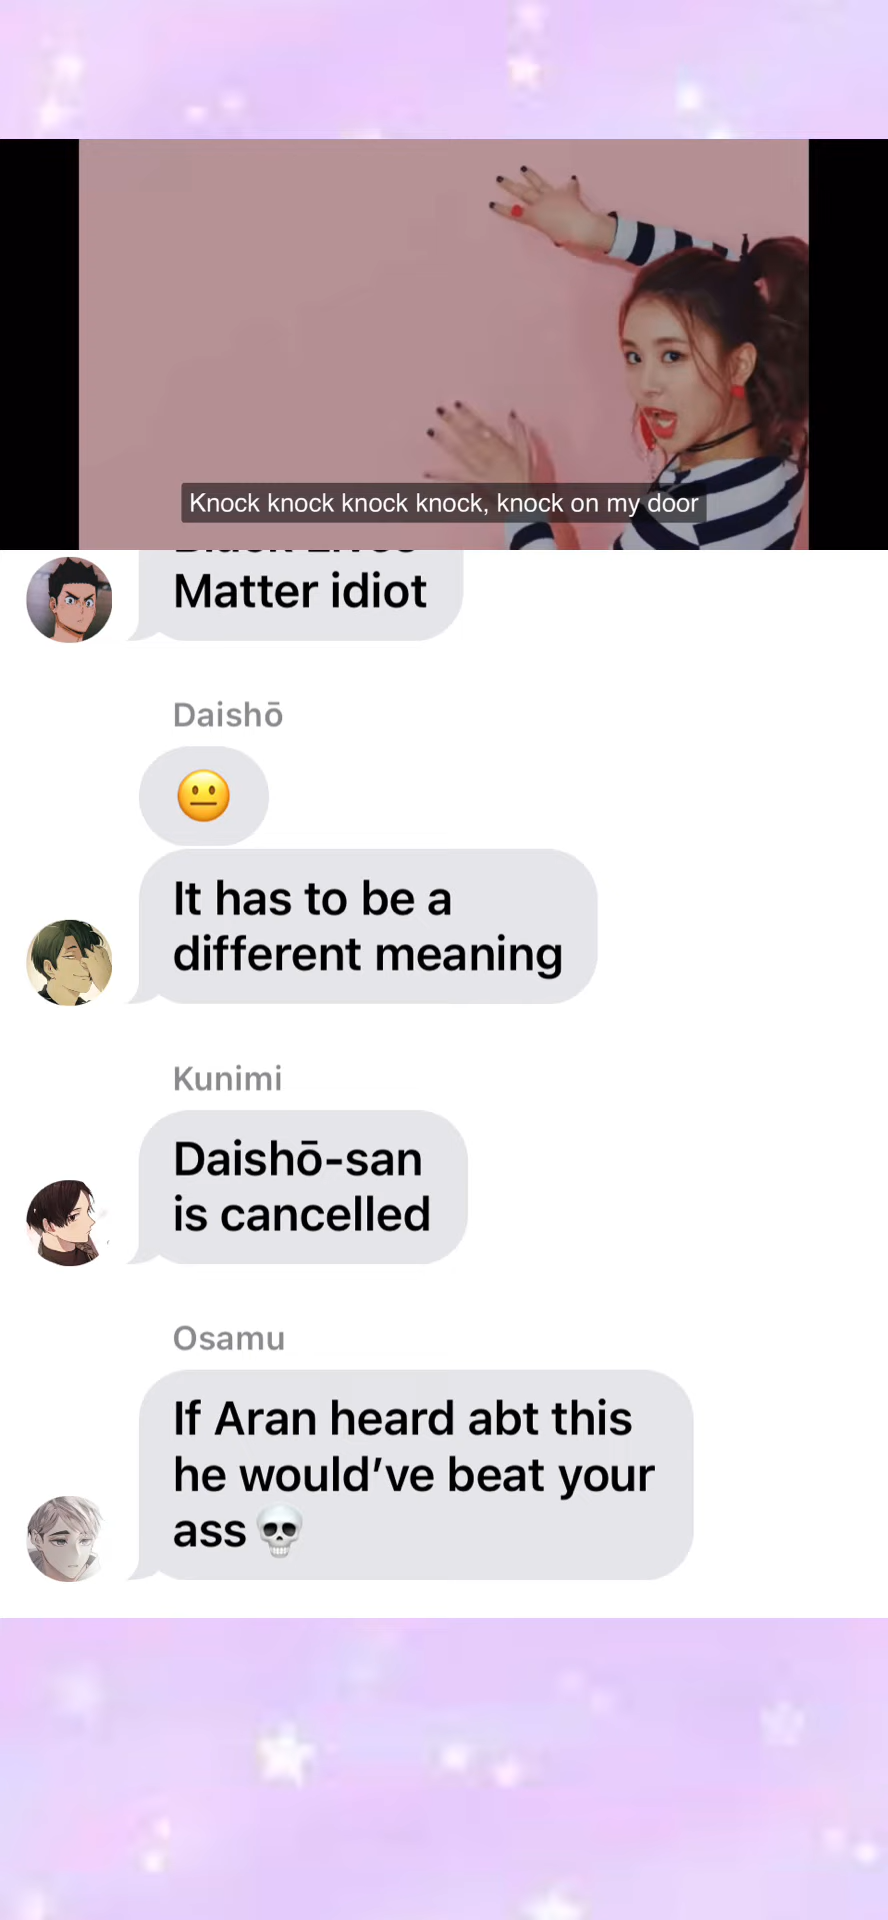 Knock knock knock knock, knock on my door
Matter idiot
Daishō
😐
It has to be a
different meaning
Kunimi
Daishō-san
is cancelled
Osamu
If Aran heard abt this
he would’ve beat your
ass 💀